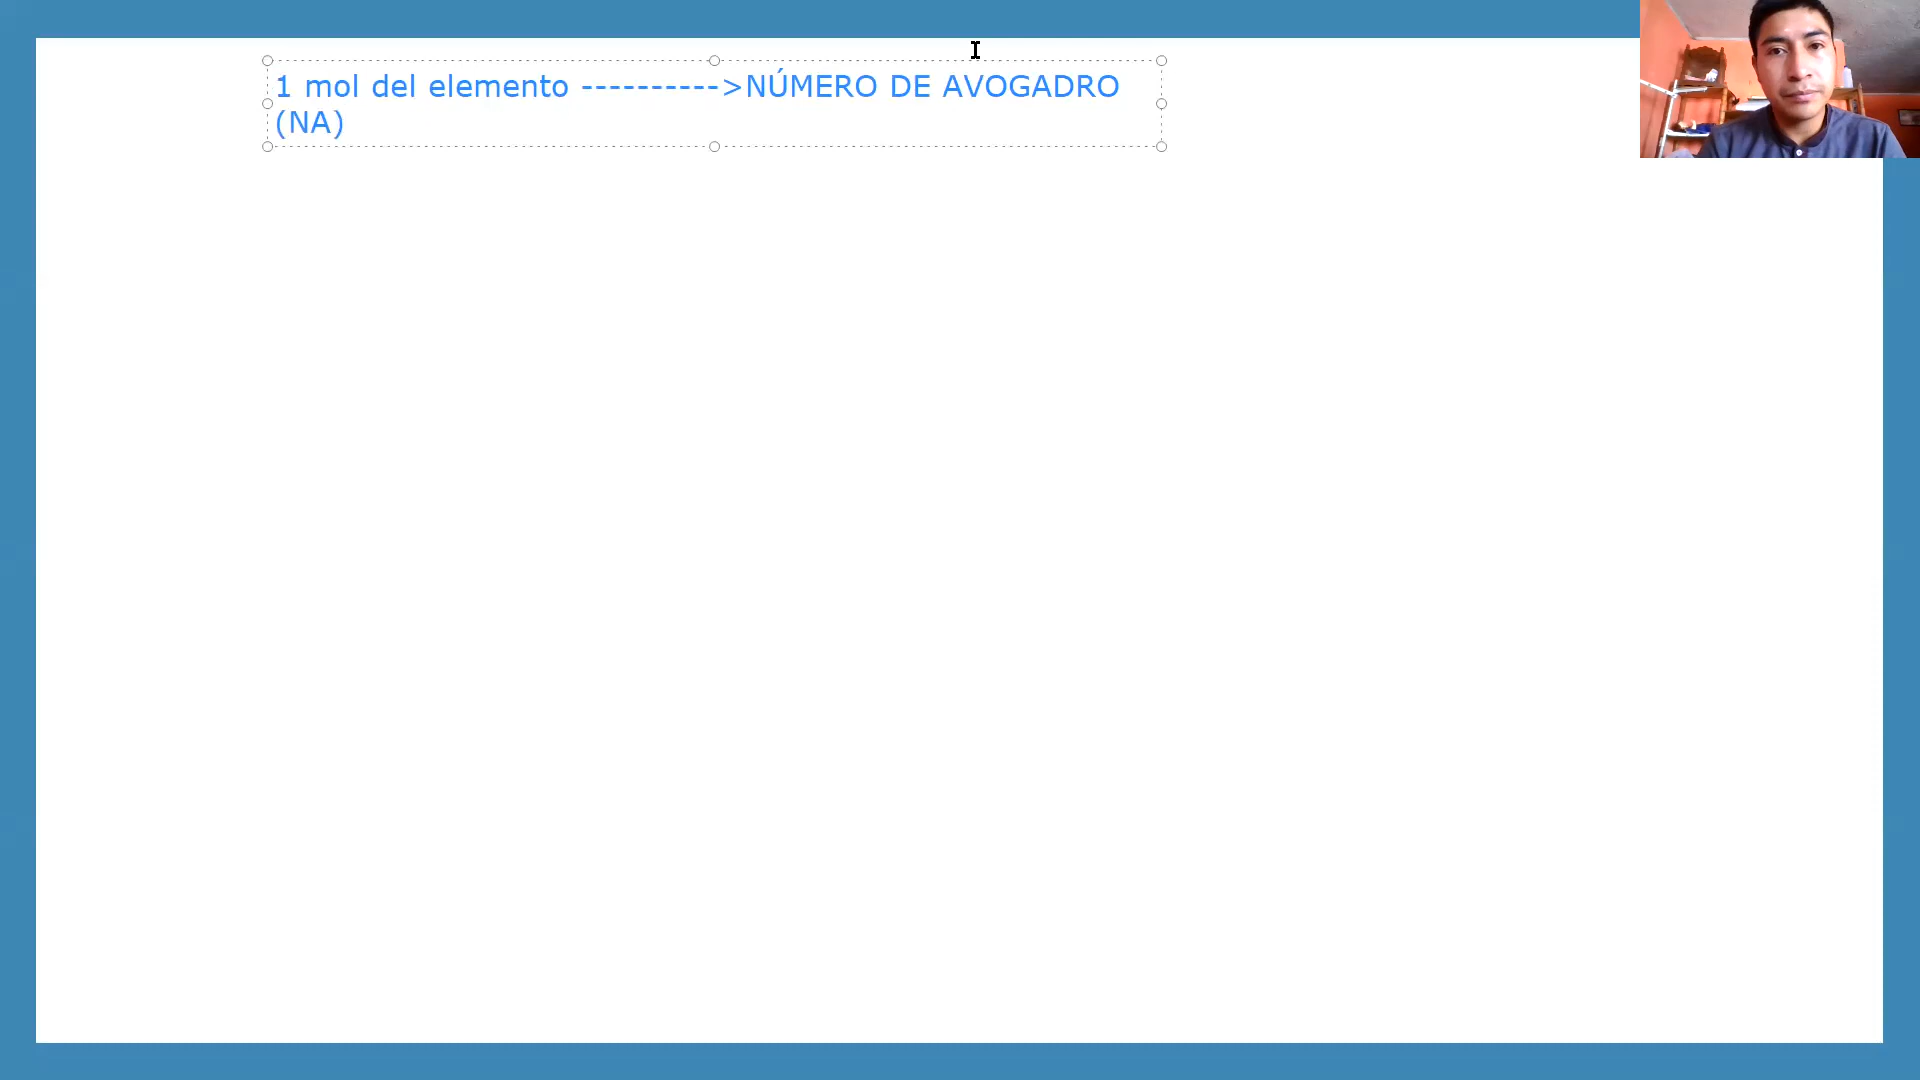 1 mol del elemento ---------->NÚMERO DE AVOGADRO
(NA)